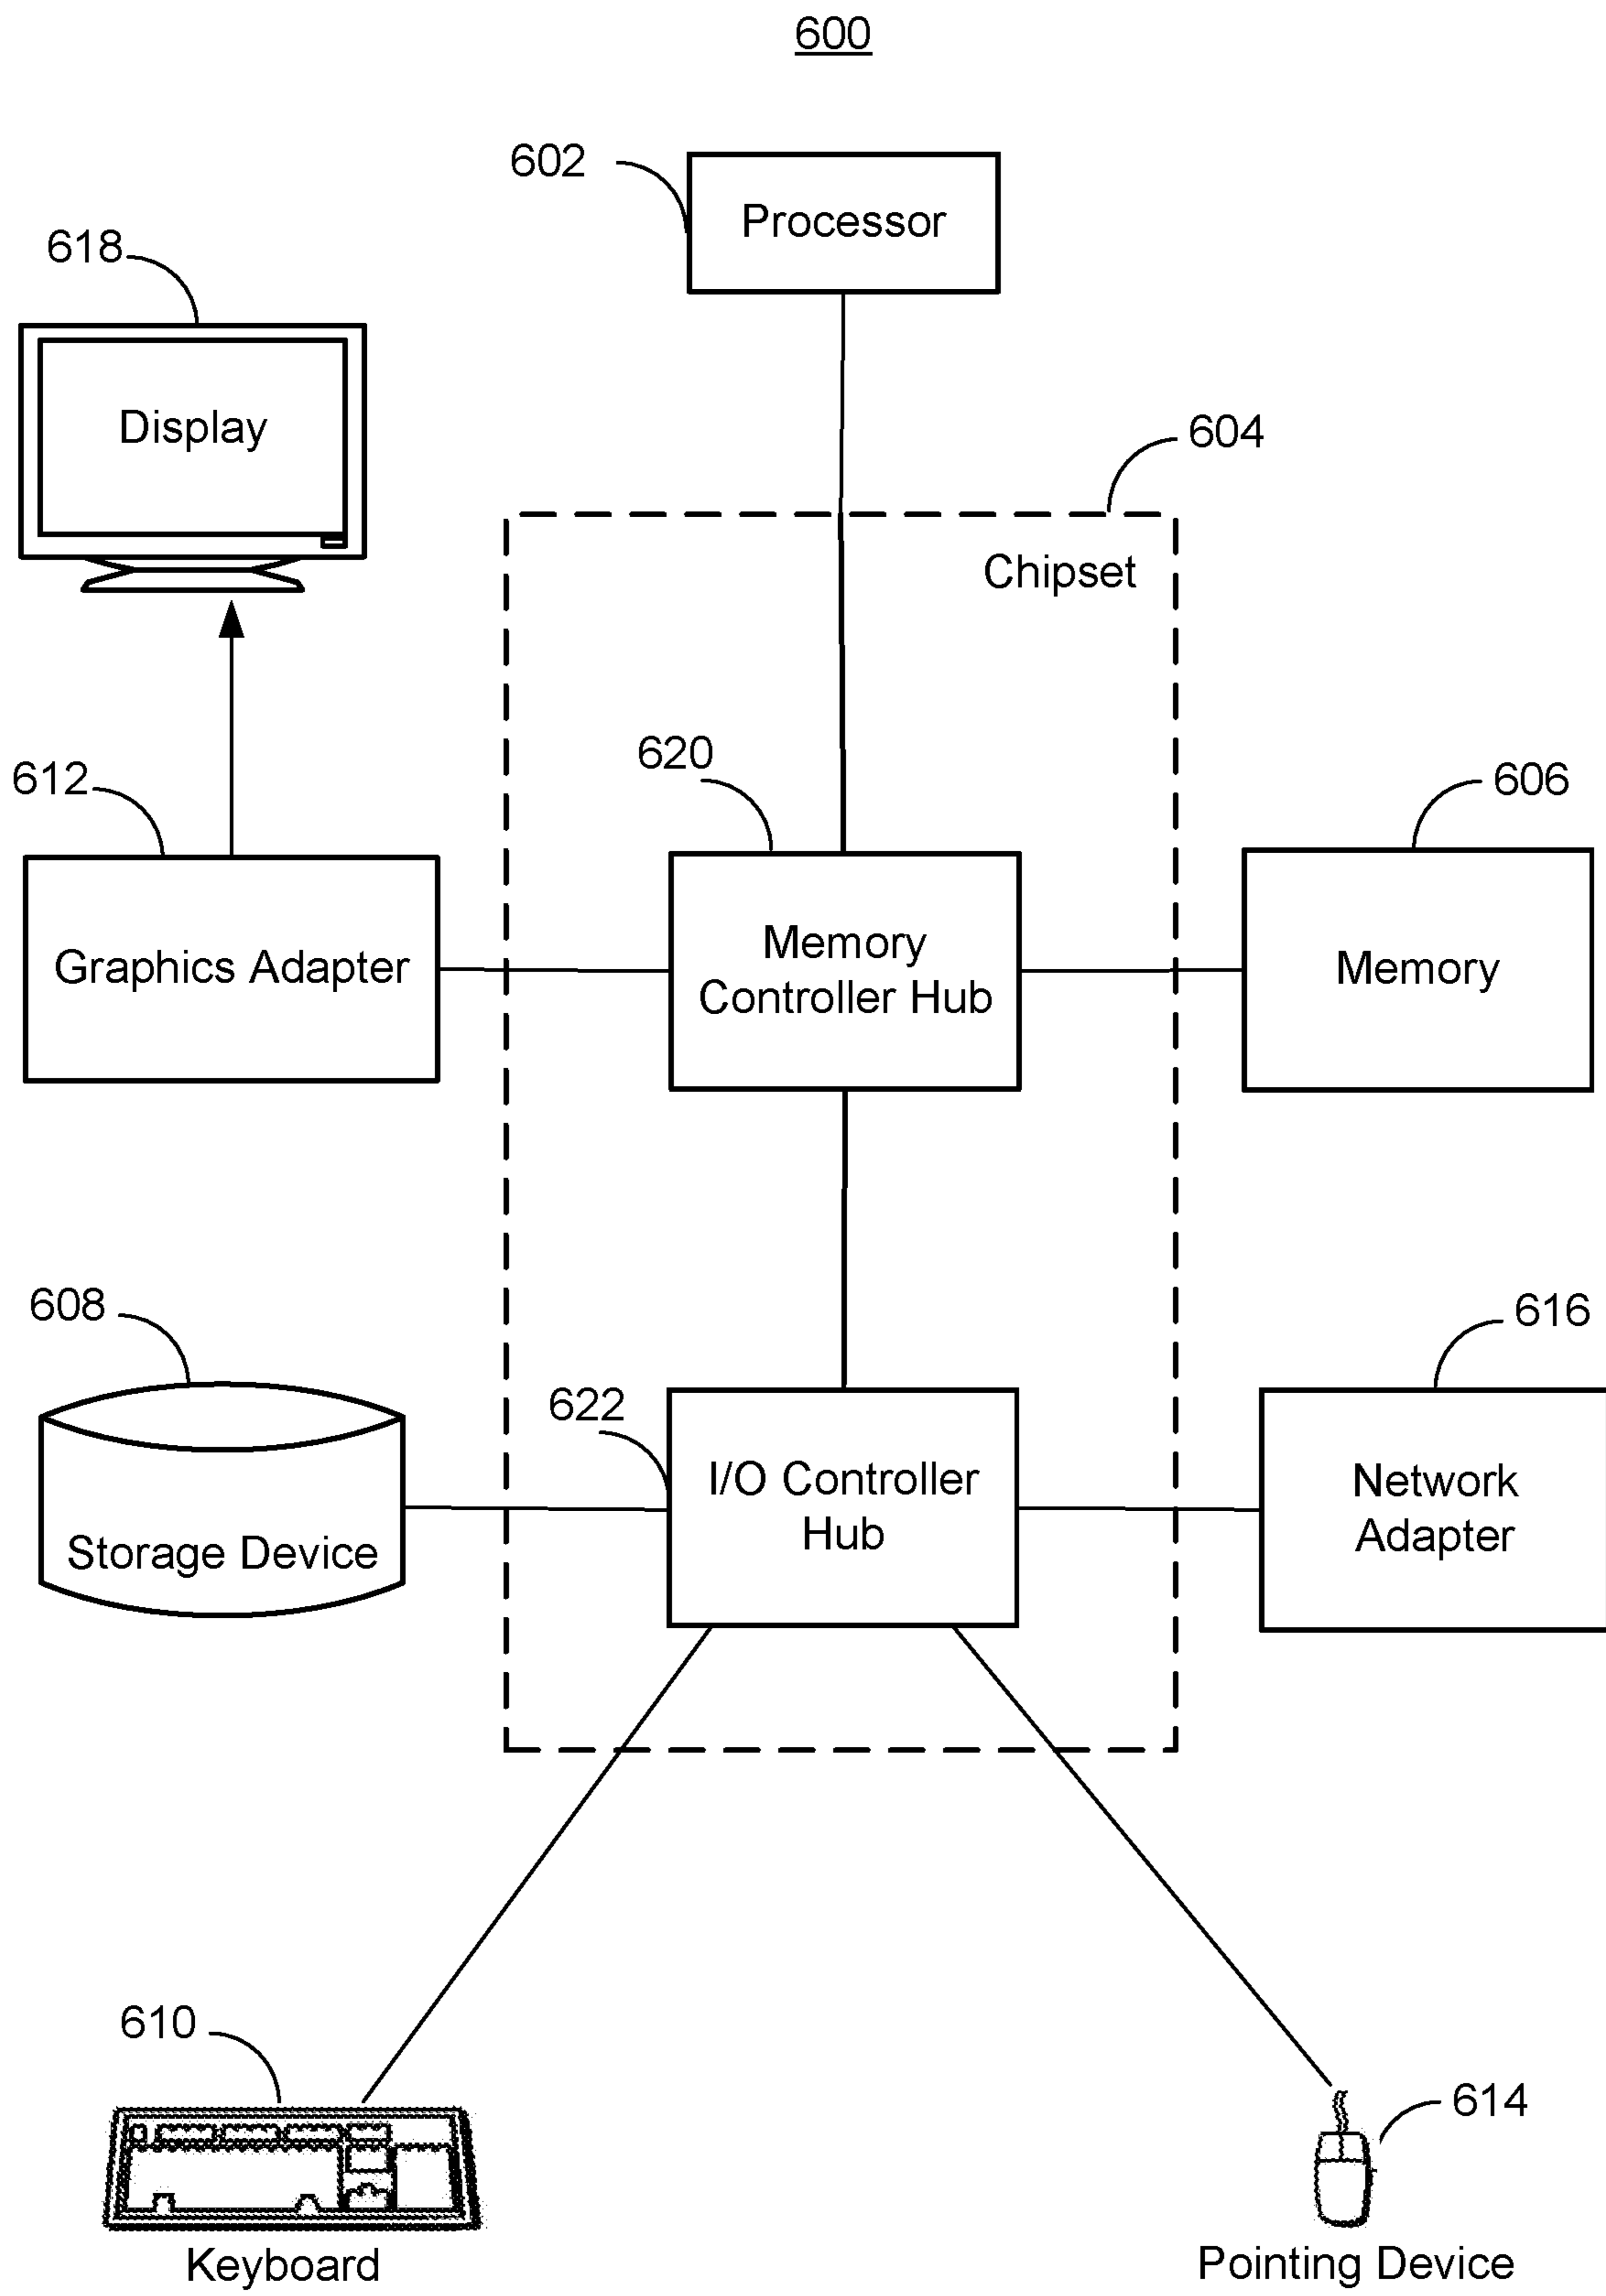 600
602
Processor
618
Display
604
Chipset
620
612
606
Graphics Adapter
Memory
Controller Hub
Memory
608
616
622
Storage Device
I/O Controller
Hub
Network
Adapter
610
614
Keyboard
Pointing Device